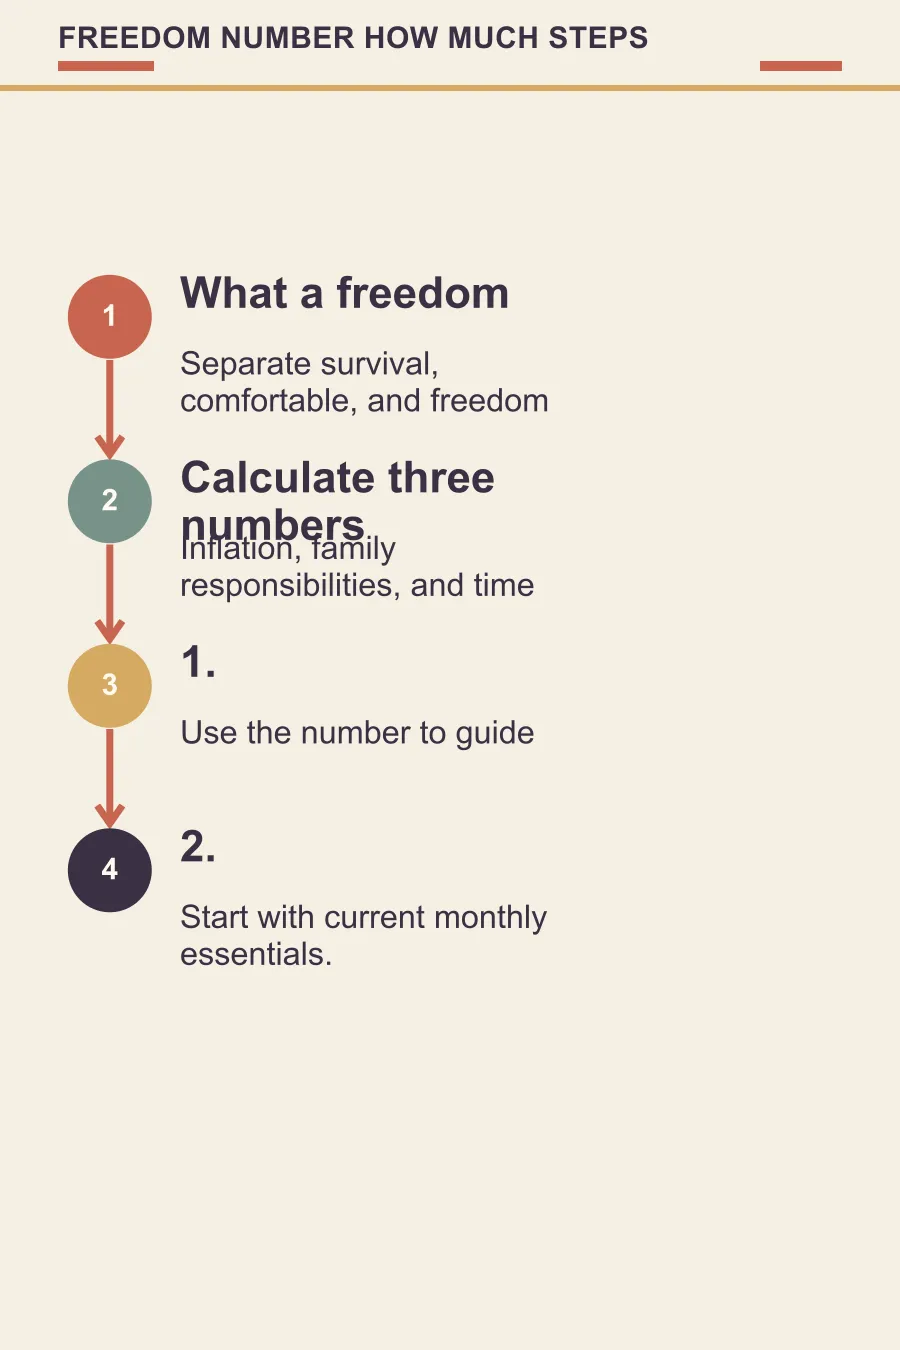 FREEDOM NUMBER HOW MUCH STEPS
1
What a freedom
Separate survival,
comfortable, and freedom
2
Calculate three
numbers
Inflation, family
responsibilities, and time
3
1.
Use the number to guide
4
2.
Start with current monthly
essentials.